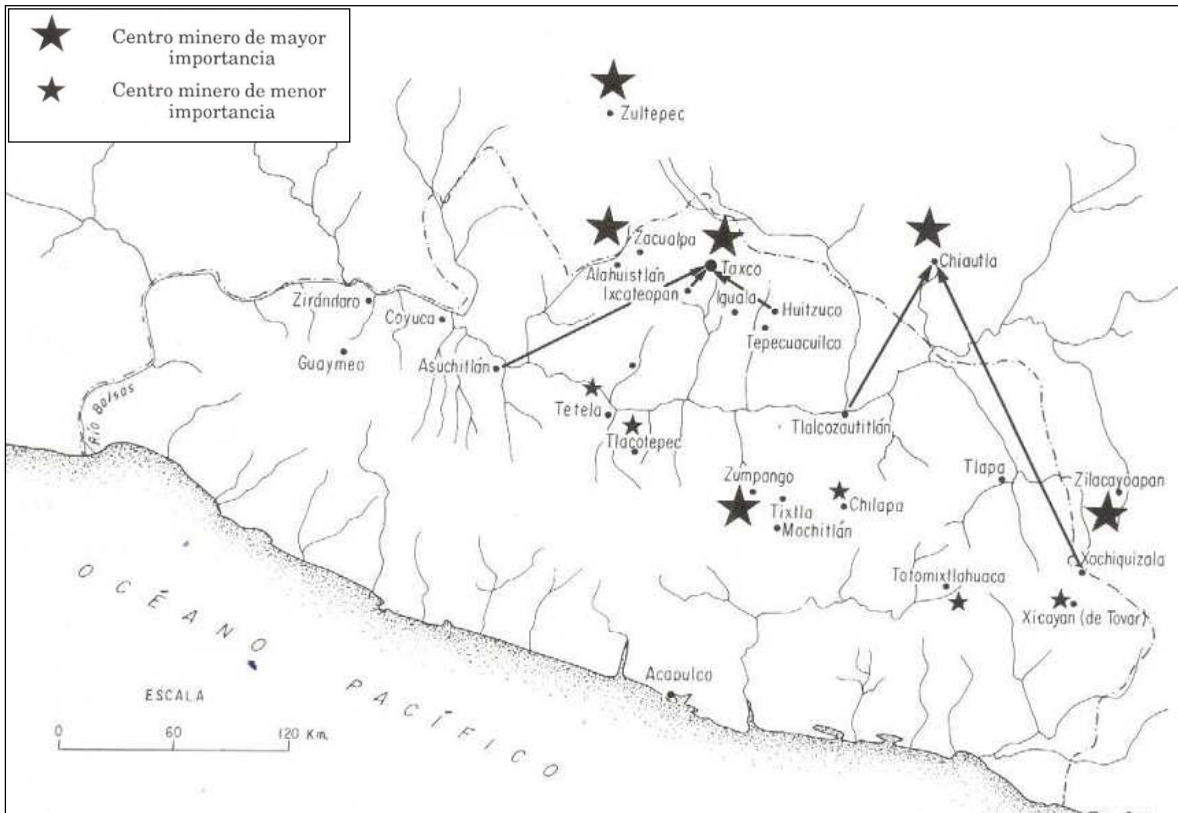 Centro minero de mayor
importancia
Centro minero de menor
importancia
Zultepec
Zacualpa
Alahuistlán
Taxco
Chiautla
Ixcateopan
Iguala
Huitzuco
Zirándaro
Coyuca
Tepecuacuilco
Guaymeo
Asuchitlán
Río Balsas
Tetela
Tlalcozautitlán
Tlacotepec
Zumpango
Tlapa
Zilacayoapan
Tixtla
Chilapa
Mochitlán
Xochiquizala
Totomixtlahuaca
Xicayan (de Tovar)
OCÉANO PACÍFICO
Acapulco
ESCALA
0 60 120 Km.